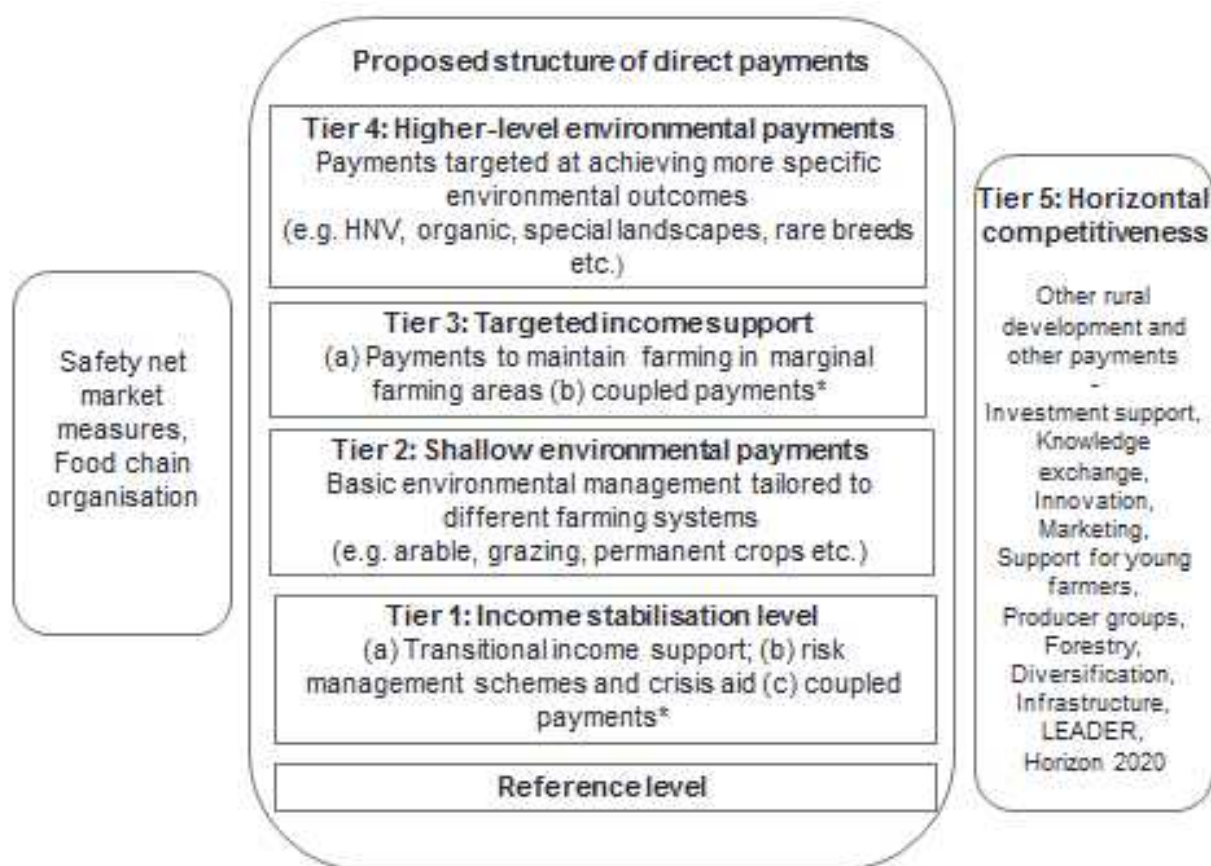 Proposed structure of direct payments
Tier 4: Higher-level environmental payments
Payments targeted at achieving more specific
environmental outcomes
(e.g. HNV, organic, special landscapes, rare breeds
etc.)
Tier 3: Targeted income support
(a) Payments to maintain farming in marginal
farming areas (b) coupled payments*
Tier 2: Shallow environmental payments
Basic environmental management tailored to
different farming systems
(e.g. arable, grazing, permanent crops etc.)
Tier 1: Income stabilisation level
(a) Transitional income support; (b) risk
management schemes and crisis aid (c) coupled
payments*
Reference level
Safety net
market
measures,
Food chain
organisation
Tier 5: Horizontal
competitiveness
Other rural
development and
other payments
-
Investment support,
Knowledge
exchange,
Innovation,
Marketing,
Support for young
farmers,
Producer groups,
Forestry,
Diversification,
Infrastructure,
LEADER,
Horizon 2020